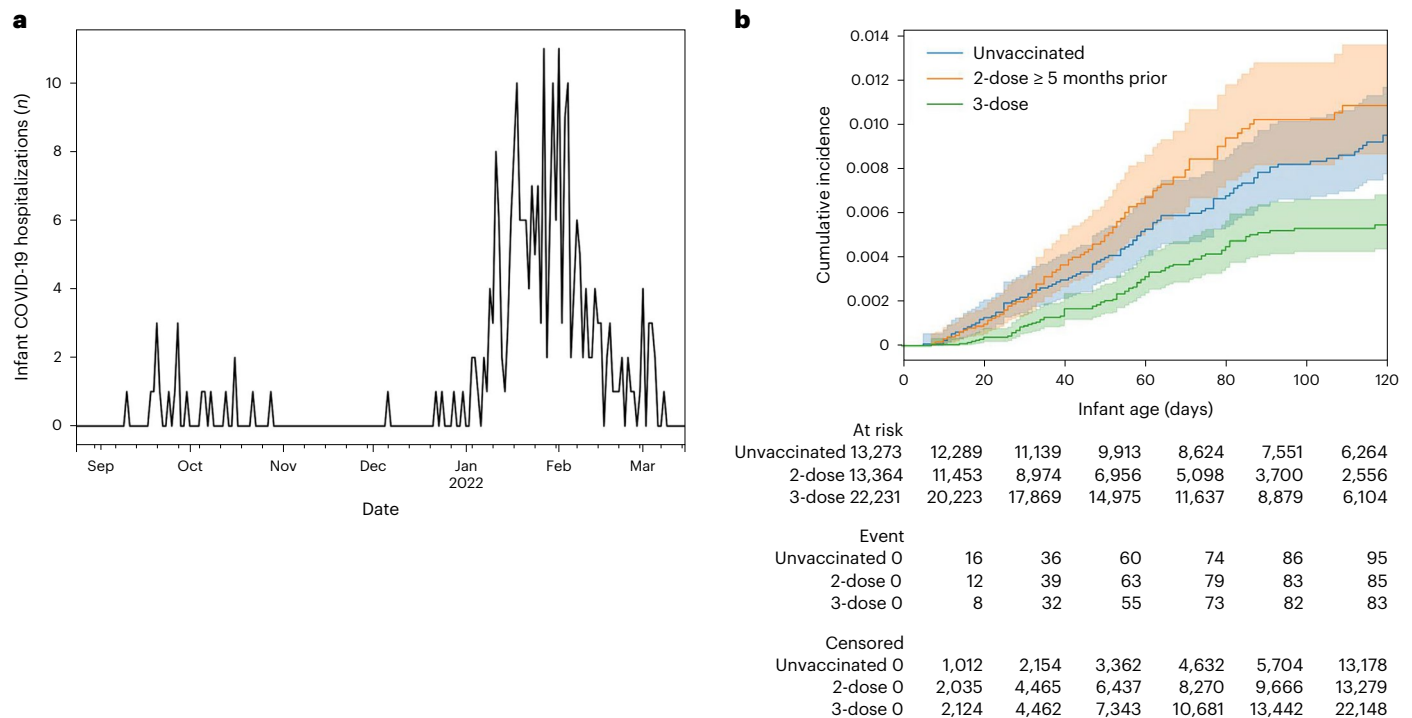 a
Infant COVID-19 hospitalizations (n)
10
8
6
4
2
0
Sep Oct Nov Dec Jan Feb Mar
2022
Date
b
Cumulative incidence
0.014
0.012
0.010
0.008
0.006
0.004
0.002
0
Unvaccinated
2-dose ≥ 5 months prior
3-dose
0 20 40 60 80 100 120
Infant age (days)
At risk
Unvaccinated 13,273 12,289 11,139 9,913 8,624 7,551 6,264
2-dose 13,364 11,453 8,974 6,956 5,098 3,700 2,556
3-dose 22,231 20,223 17,869 14,975 11,637 8,879 6,104
Event
Unvaccinated 0 16 36 60 74 86 95
2-dose 0 12 39 63 79 83 85
3-dose 0 8 32 55 73 82 83
Censored
Unvaccinated 0 1,012 2,154 3,362 4,632 5,704 13,178
2-dose 0 2,035 4,465 6,437 8,270 9,666 13,279
3-dose 0 2,124 4,462 7,343 10,681 13,442 22,148